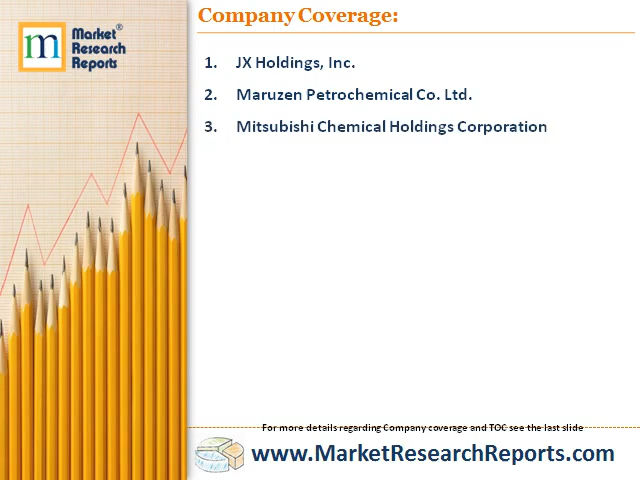 m
Market®
Research
Reports
Company Coverage:
1. JX Holdings, Inc.
2. Maruzen Petrochemical Co. Ltd.
3. Mitsubishi Chemical Holdings Corporation
For more details regarding Company coverage and TOC see the last slide
www.MarketResearchReports.com